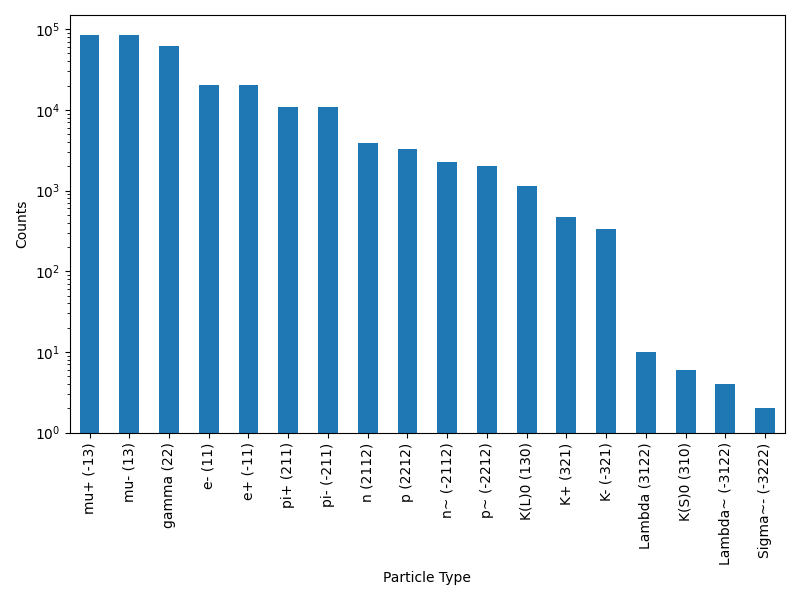 10^5
10^4
10^3
10^2
10^1
10^0
Counts
mu+ (-13)
mu- (13)
gamma (22)
e- (11)
e+ (-11)
pi+ (211)
pi- (-211)
n (2112)
p (2212)
n~ (-2112)
p~ (-2212)
K(L)0 (130)
K+ (321)
K- (-321)
Lambda (3122)
K(S)0 (310)
Lambda~ (-3122)
Sigma~- (-3222)
Particle Type